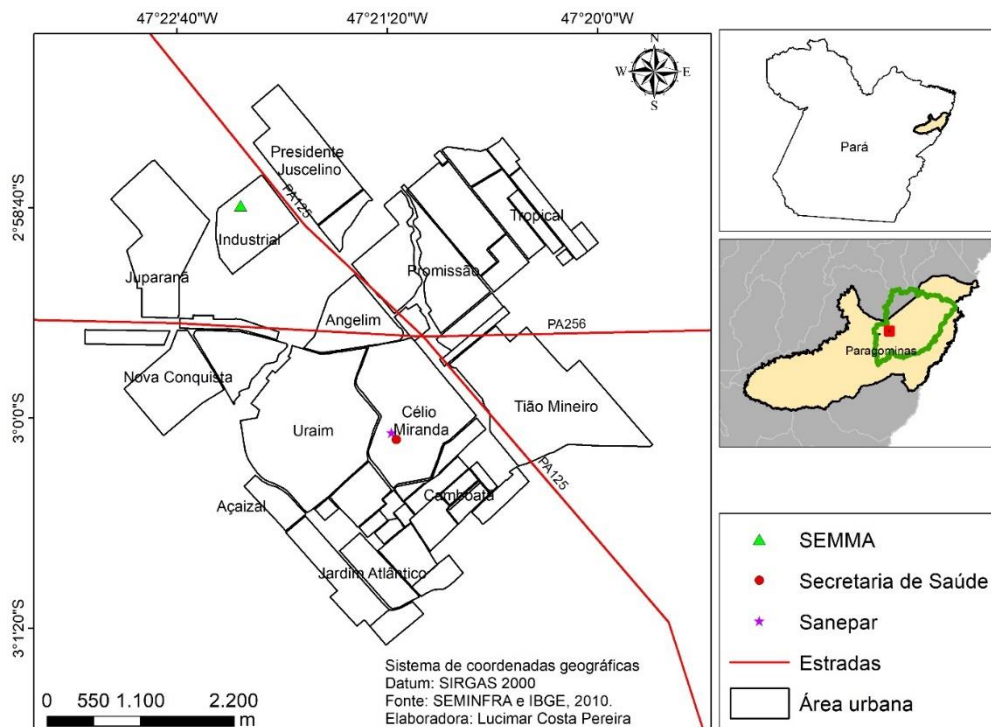 47°22'40"W
47°21'20"W
47°20'0"W
2°58'40"S
3°0'0"S
3°1'20"S
N
W
E
S
Presidente
Juscelino
PA125
Industrial
Juparanã
Tropical
Promissão
Angelim
PA256
Nova Conquista
Uraim
Célio
Miranda
Tião Mineiro
PA125
Açaizal
Camboatã
Jardim Atlântico
Sistema de coordenadas geográficas
Datum: SIRGAS 2000
Fonte: SEMINFRA e IBGE, 2010.
Elaboradora: Lucimar Costa Pereira
0 550 1.100 2.200
m
Pará
Paragominas
SEMMA
Secretaria de Saúde
Sanepar
Estradas
Área urbana